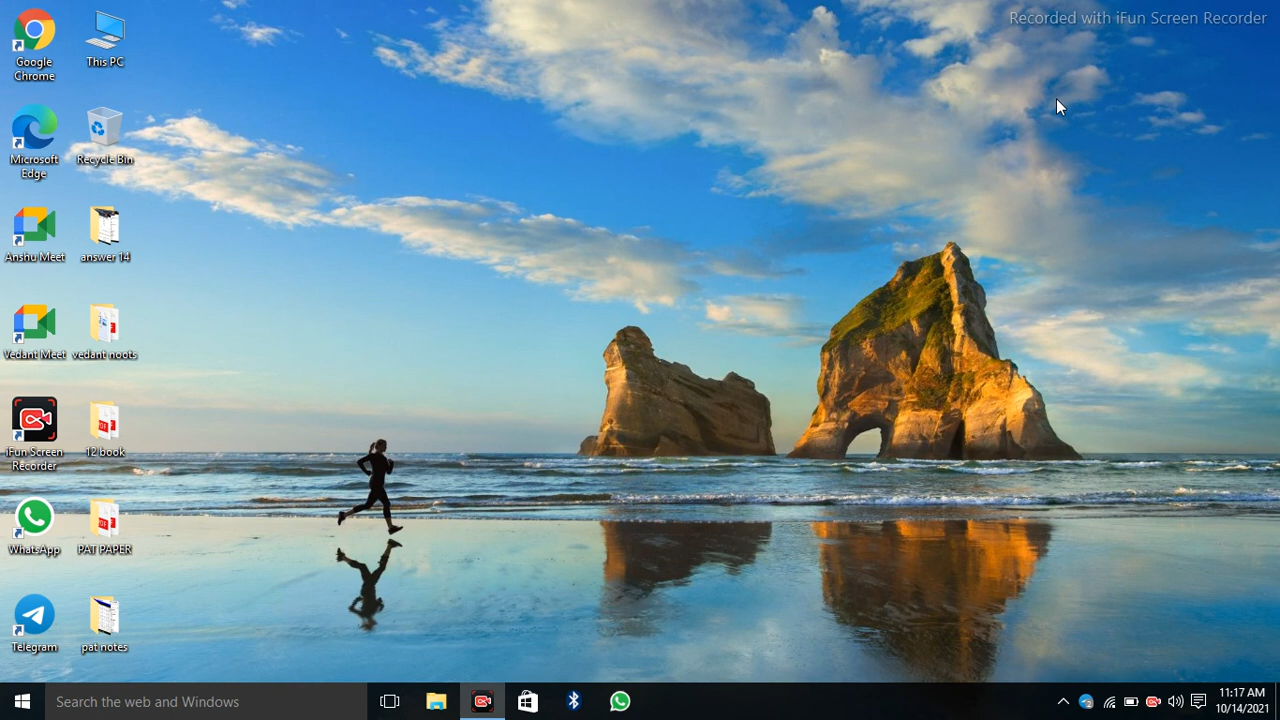 Recorded with iFun Screen Recorder
Google
Chrome
This PC
Microsoft
Edge
Recycle Bin
Anshu Meet
answer 14
Vedant Meet
vedant noots
iFun Screen
Recorder
12 book
WhatsApp
PAT PAPER
Telegram
pat notes
Search the web and Windows
11:17 AM
10/14/2021